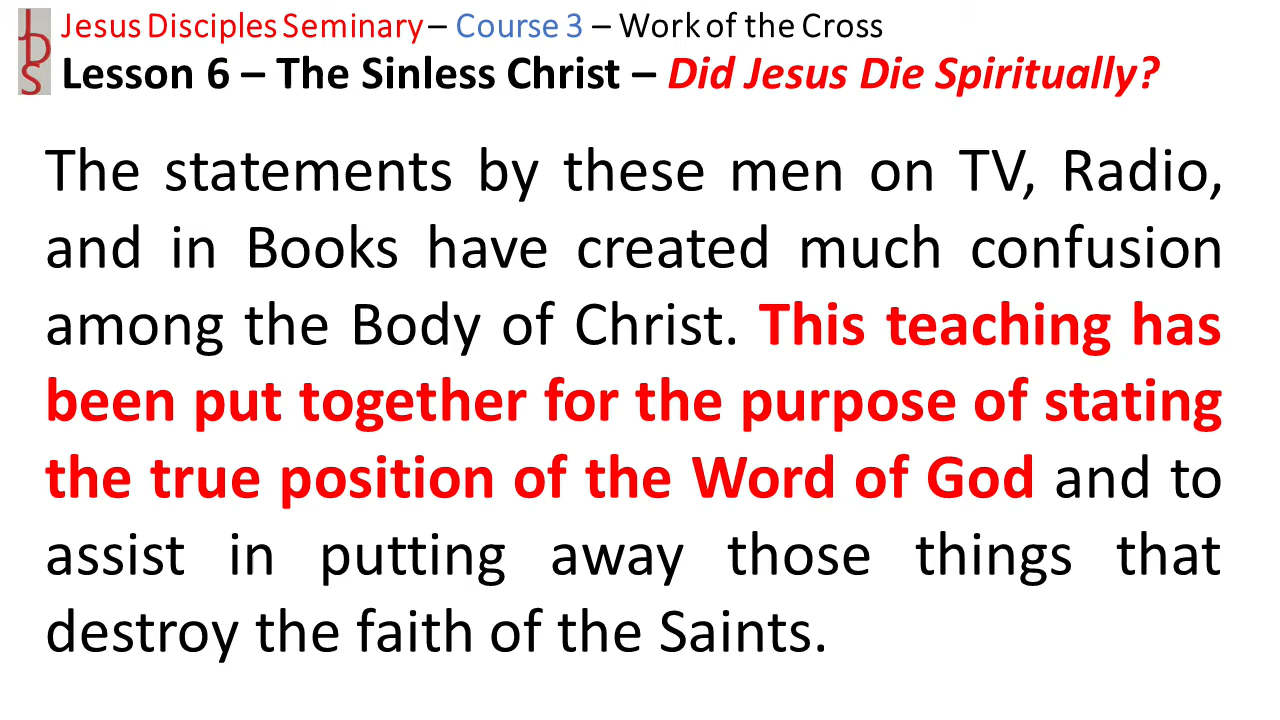 JDS
Jesus Disciples Seminary – Course 3 – Work of the Cross
Lesson 6 – The Sinless Christ – Did Jesus Die Spiritually?
The statements by these men on TV, Radio,
and in Books have created much confusion
among the Body of Christ. This teaching has
been put together for the purpose of stating
the true position of the Word of God and to
assist in putting away those things that
destroy the faith of the Saints.